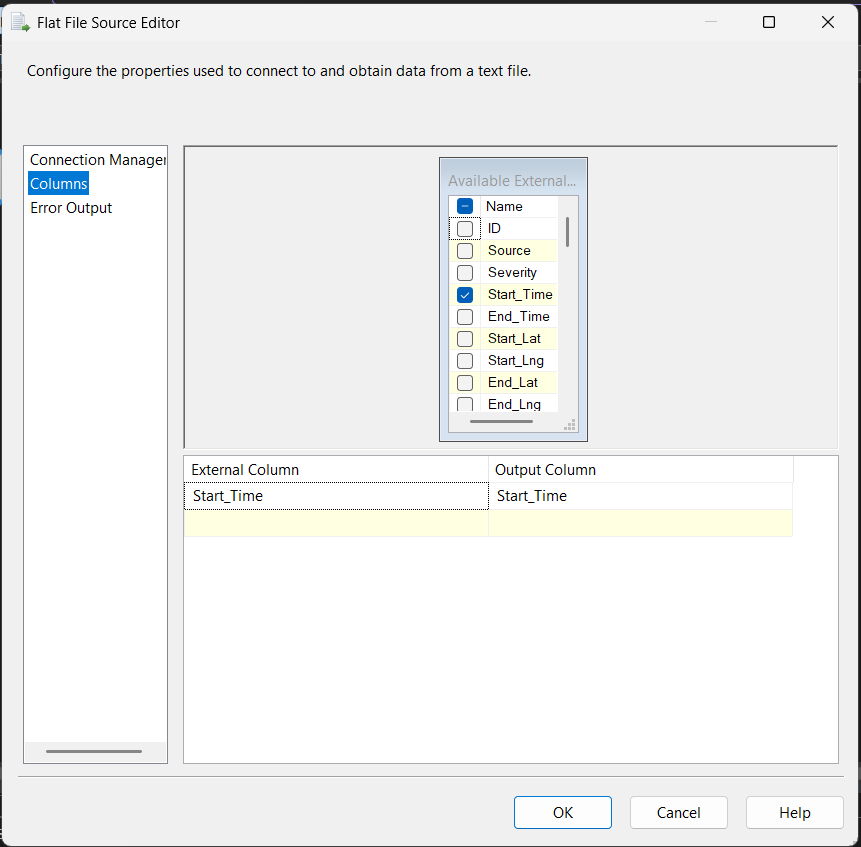 Flat File Source Editor
Configure the properties used to connect to and obtain data from a text file.
Connection Manager
Columns
Error Output
Available External...
Name
ID
Source
Severity
Start_Time
End_Time
Start_Lat
Start_Lng
End_Lat
End_Lng
External Column Output Column
Start_Time Start_Time
OK Cancel Help